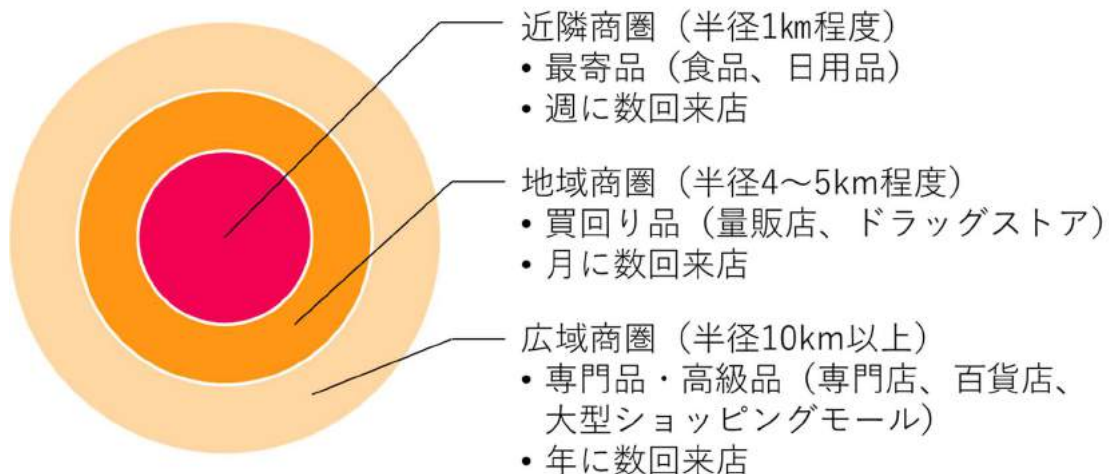 近隣商圏（半径1㎞程度）
• 最寄品（食品、日用品）
• 週に数回来店
地域商圏（半径4～5km程度）
• 買回り品（量販店、ドラッグストア）
• 月に数回来店
広域商圏（半径10km以上）
• 専門品・高級品（専門店、百貨店、
大型ショッピングモール）
• 年に数回来店